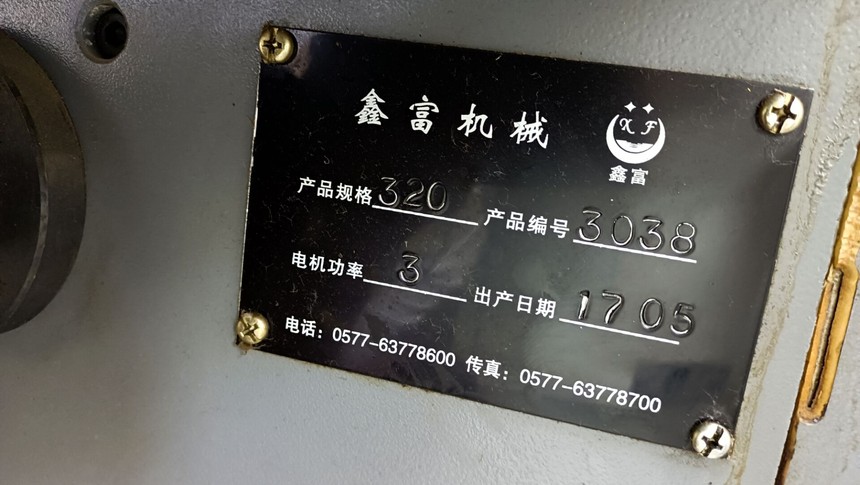 鑫富机械
XF
鑫富
产品规格 320 产品编号 3038
电机功率 3 出产日期 1705
电话：0577-63778600 传真：0577-63778700